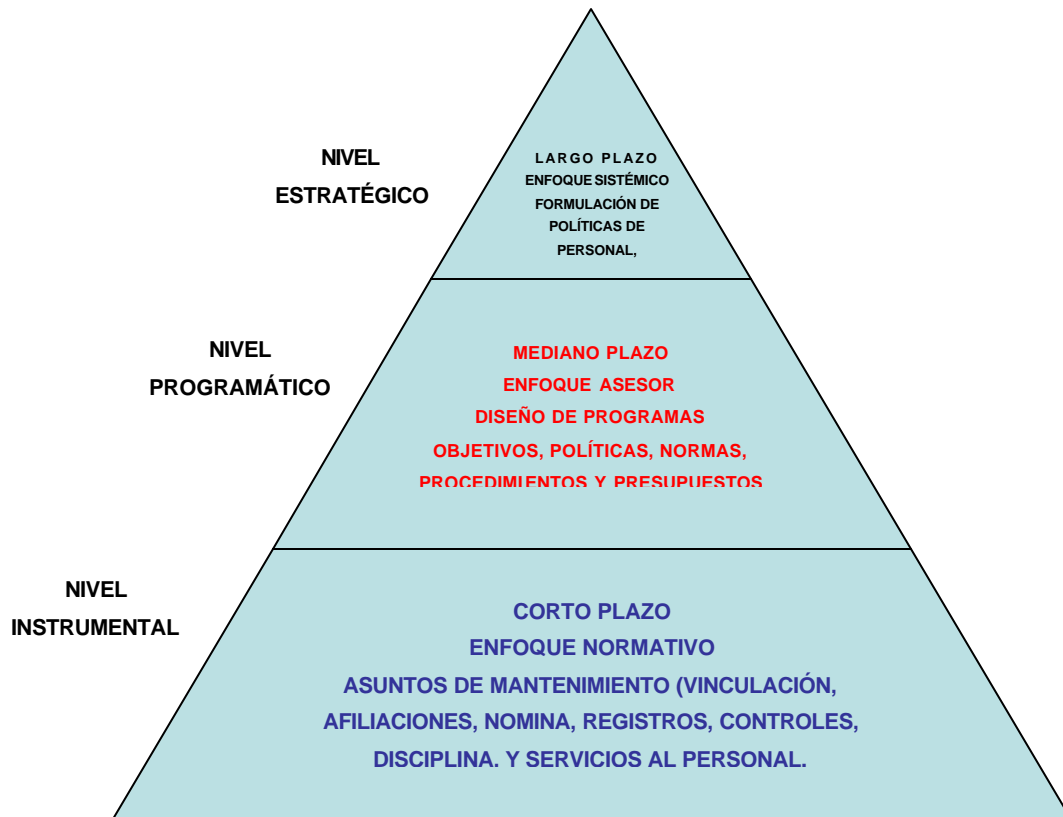 NIVEL
ESTRATÉGICO
LARGO PLAZO
ENFOQUE SISTÉMICO
FORMULACIÓN DE
POLÍTICAS DE
PERSONAL,
NIVEL
PROGRAMÁTICO
MEDIANO PLAZO
ENFOQUE ASESOR
DISEÑO DE PROGRAMAS
OBJETIVOS, POLÍTICAS, NORMAS,
PROCEDIMIENTOS Y PRESUPUESTOS
NIVEL
INSTRUMENTAL
CORTO PLAZO
ENFOQUE NORMATIVO
ASUNTOS DE MANTENIMIENTO (VINCULACIÓN,
AFILIACIONES, NOMINA, REGISTROS, CONTROLES,
DISCIPLINA. Y SERVICIOS AL PERSONAL.